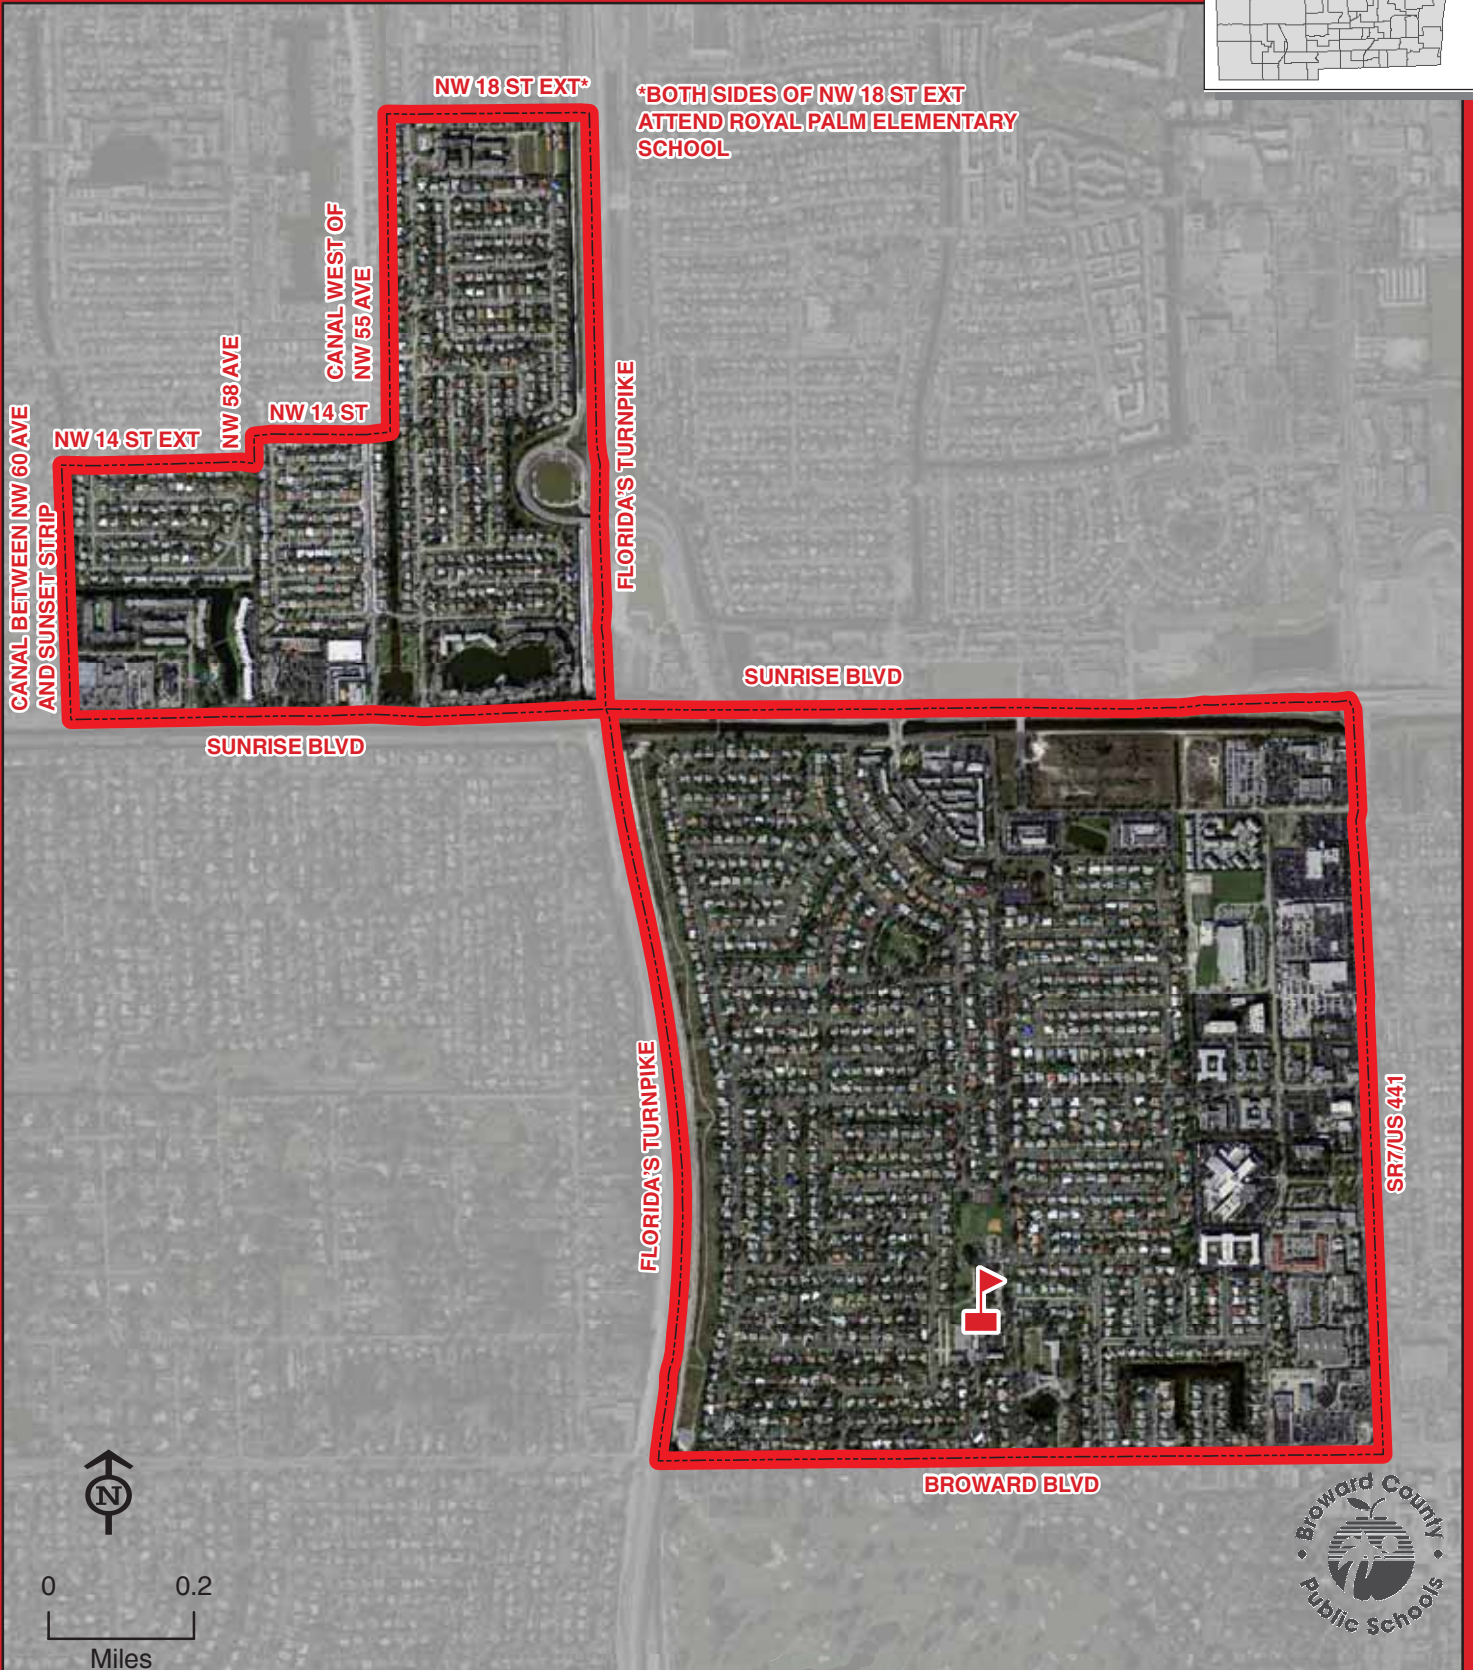 NW 18 ST EXT*
*BOTH SIDES OF NW 18 ST EXT
ATTEND ROYAL PALM ELEMENTARY
SCHOOL
CANAL WEST OF
NW 55 AVE
NW 58 AVE
NW 14 ST
NW 14 ST EXT
CANAL BETWEEN NW 60 AVE
AND SUNSET STRIP
FLORIDA'S TURNPIKE
SUNRISE BLVD
SUNRISE BLVD
FLORIDA'S TURNPIKE
SR7/US 441
BROWARD BLVD
N
0 0.2
Miles
Broward County
Public Schools